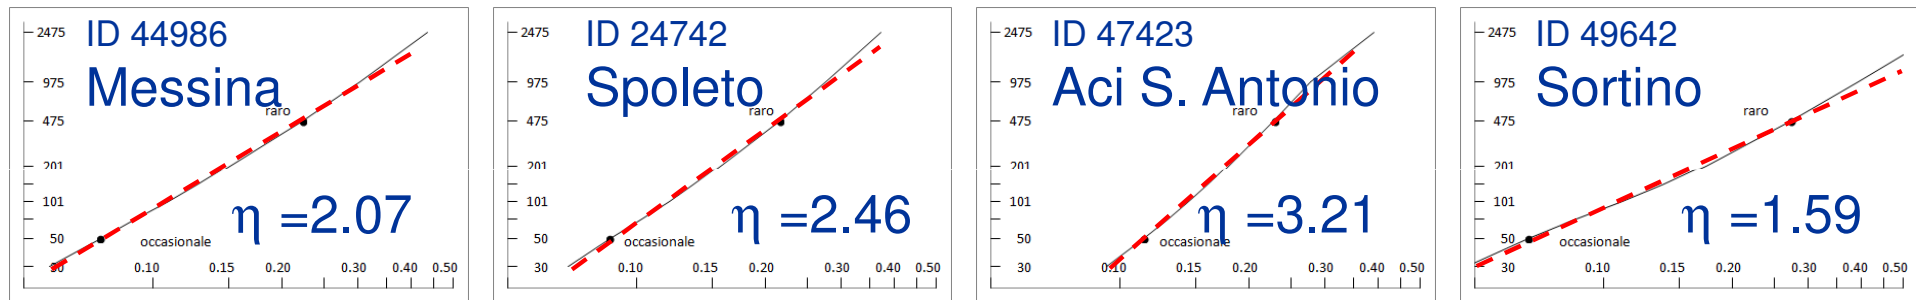 ID 44986
Messina
2475
975
raro
475
201
101
η =2.07
50
occasionale
30
0.10 0.15 0.20 0.30 0.40 0.50
ID 24742
Spoleto
2475
975
raro
475
201
101
η =2.46
50
occasionale
30
0.10 0.15 0.20 0.30 0.40 0.50
ID 47423
Aci S. Antonio
2475
975
raro
475
201
101
η =3.21
50
occasionale
30
0.10 0.15 0.20 0.30 0.40 0.50
ID 49642
Sortino
2475
975
raro
475
201
101
η =1.59
50
occasionale
30
0.10 0.15 0.20 0.30 0.40 0.50